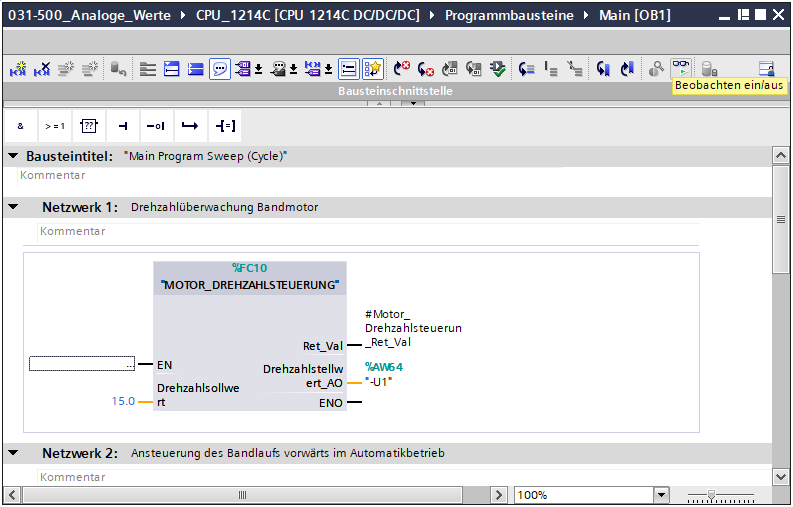 031-500_Analoge_Werte CPU_1214C [CPU 1214C DC/DC/DC] Programmbausteine Main [OB1]
Beobachten ein/aus
Bausteinschnittstelle
& >=1 ?? [=]
Bausteintitel: "Main Program Sweep (Cycle)"
Kommentar
Netzwerk 1: Drehzahlüberwachung Bandmotor
Kommentar
%FC10
"MOTOR_DREHZAHLSTEUERUNG"
#Motor_
Drehzahlsteuerun
Ret_Val _Ret_Val
... EN
Drehzahlstellw %AW64
ert_AO "-U1"
Drehzahlsollwe
15.0 rt
ENO
Netzwerk 2: Ansteuerung des Bandlaufs vorwärts im Automatikbetrieb
Kommentar
100%